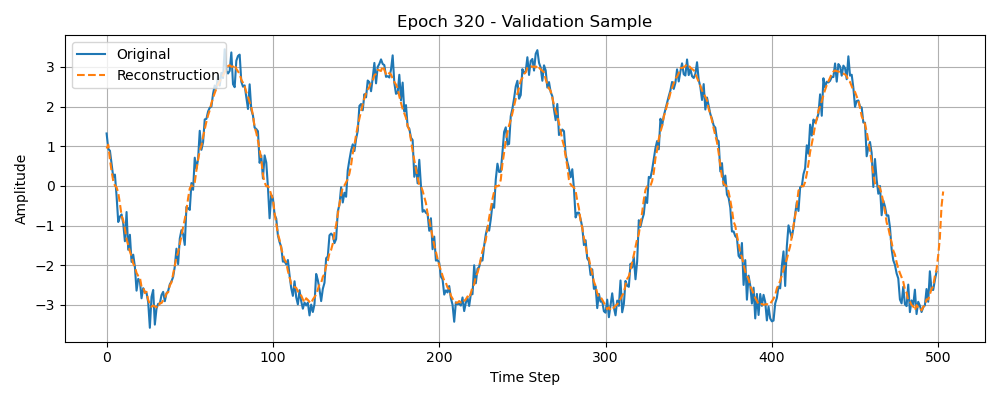 Epoch 320 - Validation Sample
Original
Reconstruction
Amplitude
3
2
1
0
−1
−2
−3
0 100 200 300 400 500
Time Step